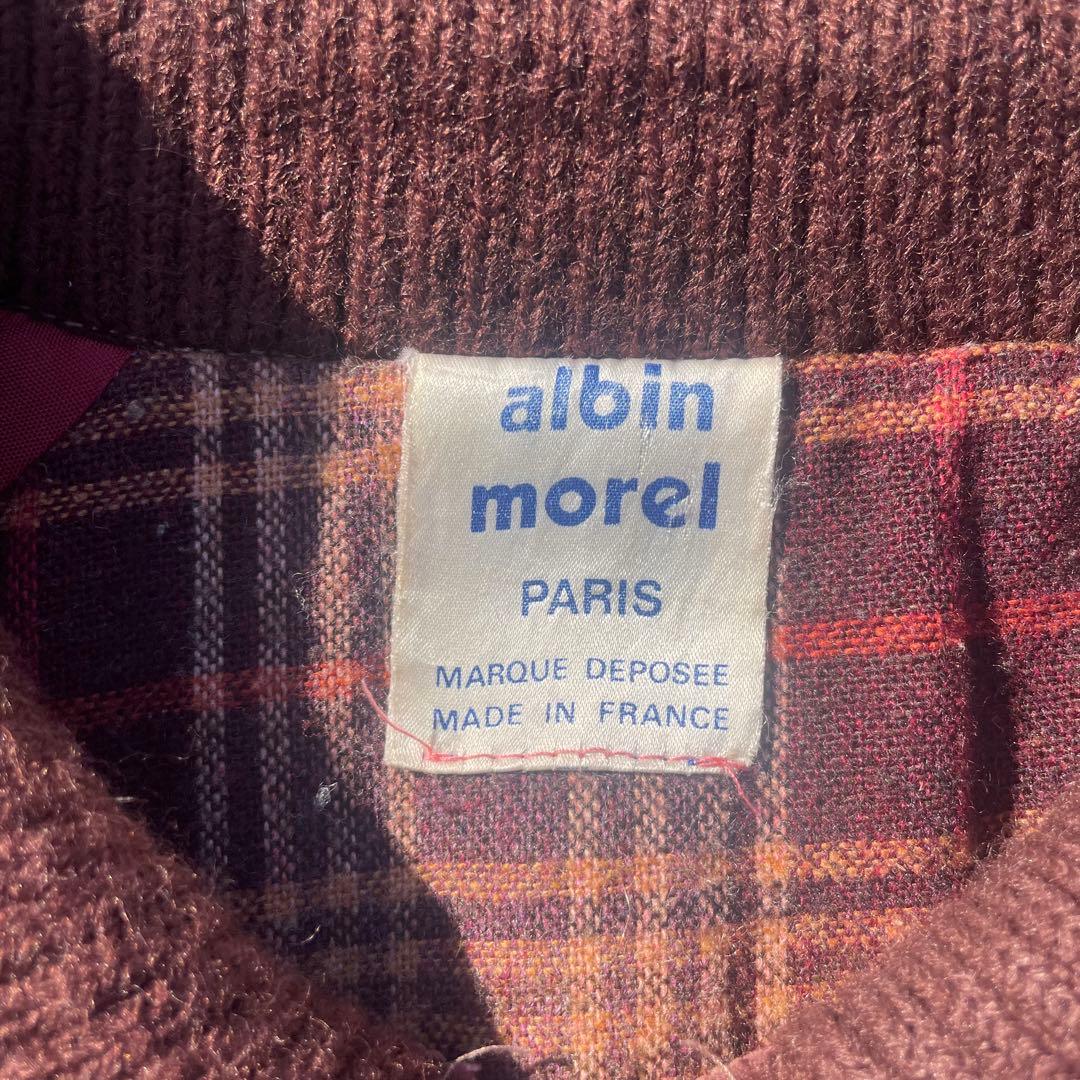 albin
morel
PARIS
MARQUE DEPOSEE
MADE IN FRANCE